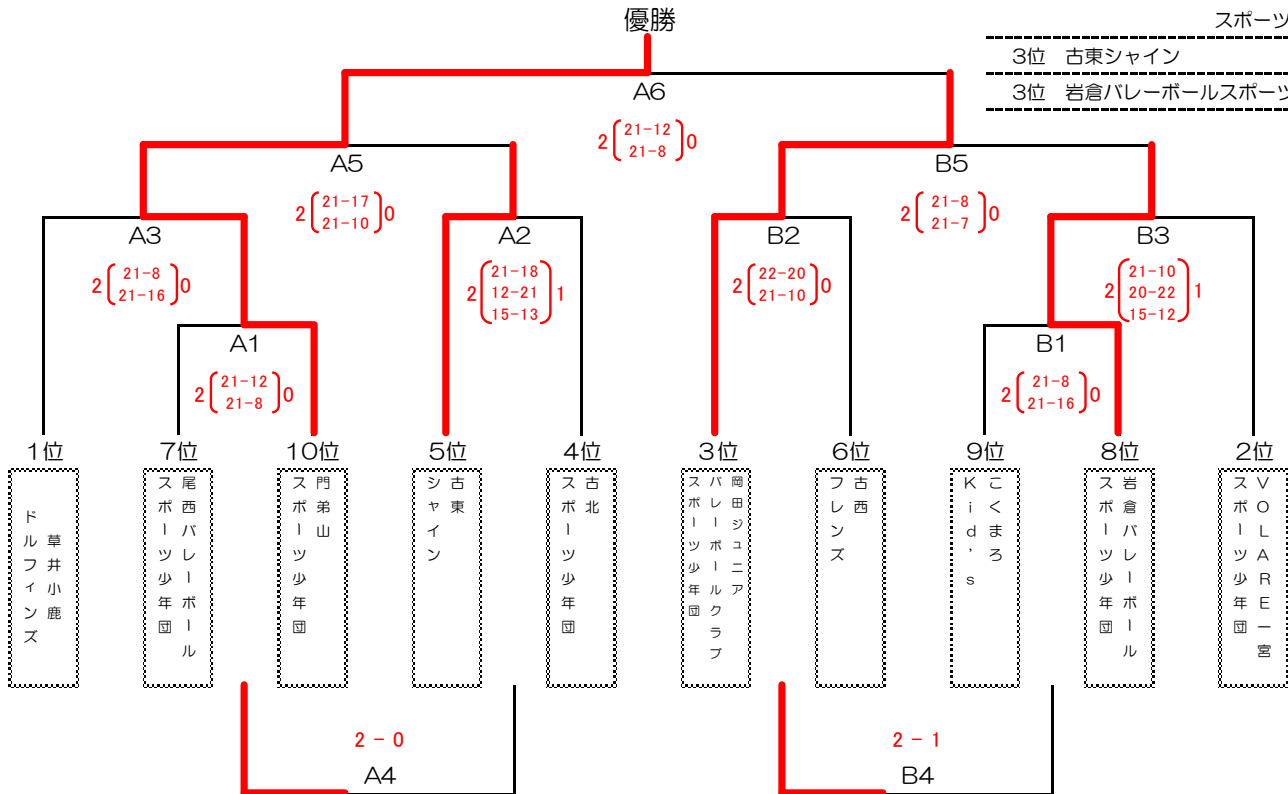 優勝
スポーツ
3位 古東シャイン
3位 岩倉バレーボールスポーツ
A6
2 21-12 0
21-8
A5
2 21-17 0
21-10
B5
2 21-8 0
21-7
A3
2 21-8 0
21-16
A2
2 21-18 1
12-21
15-13
B2
2 22-20 0
21-10
B3
2 21-10 1
20-22
15-12
A1
2 21-12 0
21-8
B1
2 21-8 0
21-16
1位 7位 10位 5位 4位 3位 6位 9位 8位 2位
草井小鹿
ドルフィンズ
尾西バレーボール
スポーツ少年団
門弟山
スポーツ少年団
古東
シャイン
古北
スポーツ少年団
岡田ジュニア
バレーボールクラブ
スポーツ少年団
古西
フレンズ
こくまろ
Kid's
岩倉バレーボール
スポーツ少年団
VOLARE一宮
スポーツ少年団
2-0
A4
2-1
B4